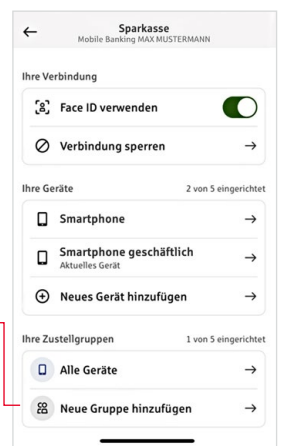 Sparkasse
Mobile Banking MAX MUSTERMANN
Ihre Verbindung
Face ID verwenden
Verbindung sperren
Ihre Geräte 2 von 5 eingerichtet
Smartphone
Smartphone geschäftlich
Aktuelles Gerät
Neues Gerät hinzufügen
Ihre Zustellgruppen 1 von 5 eingerichtet
Alle Geräte
Neue Gruppe hinzufügen